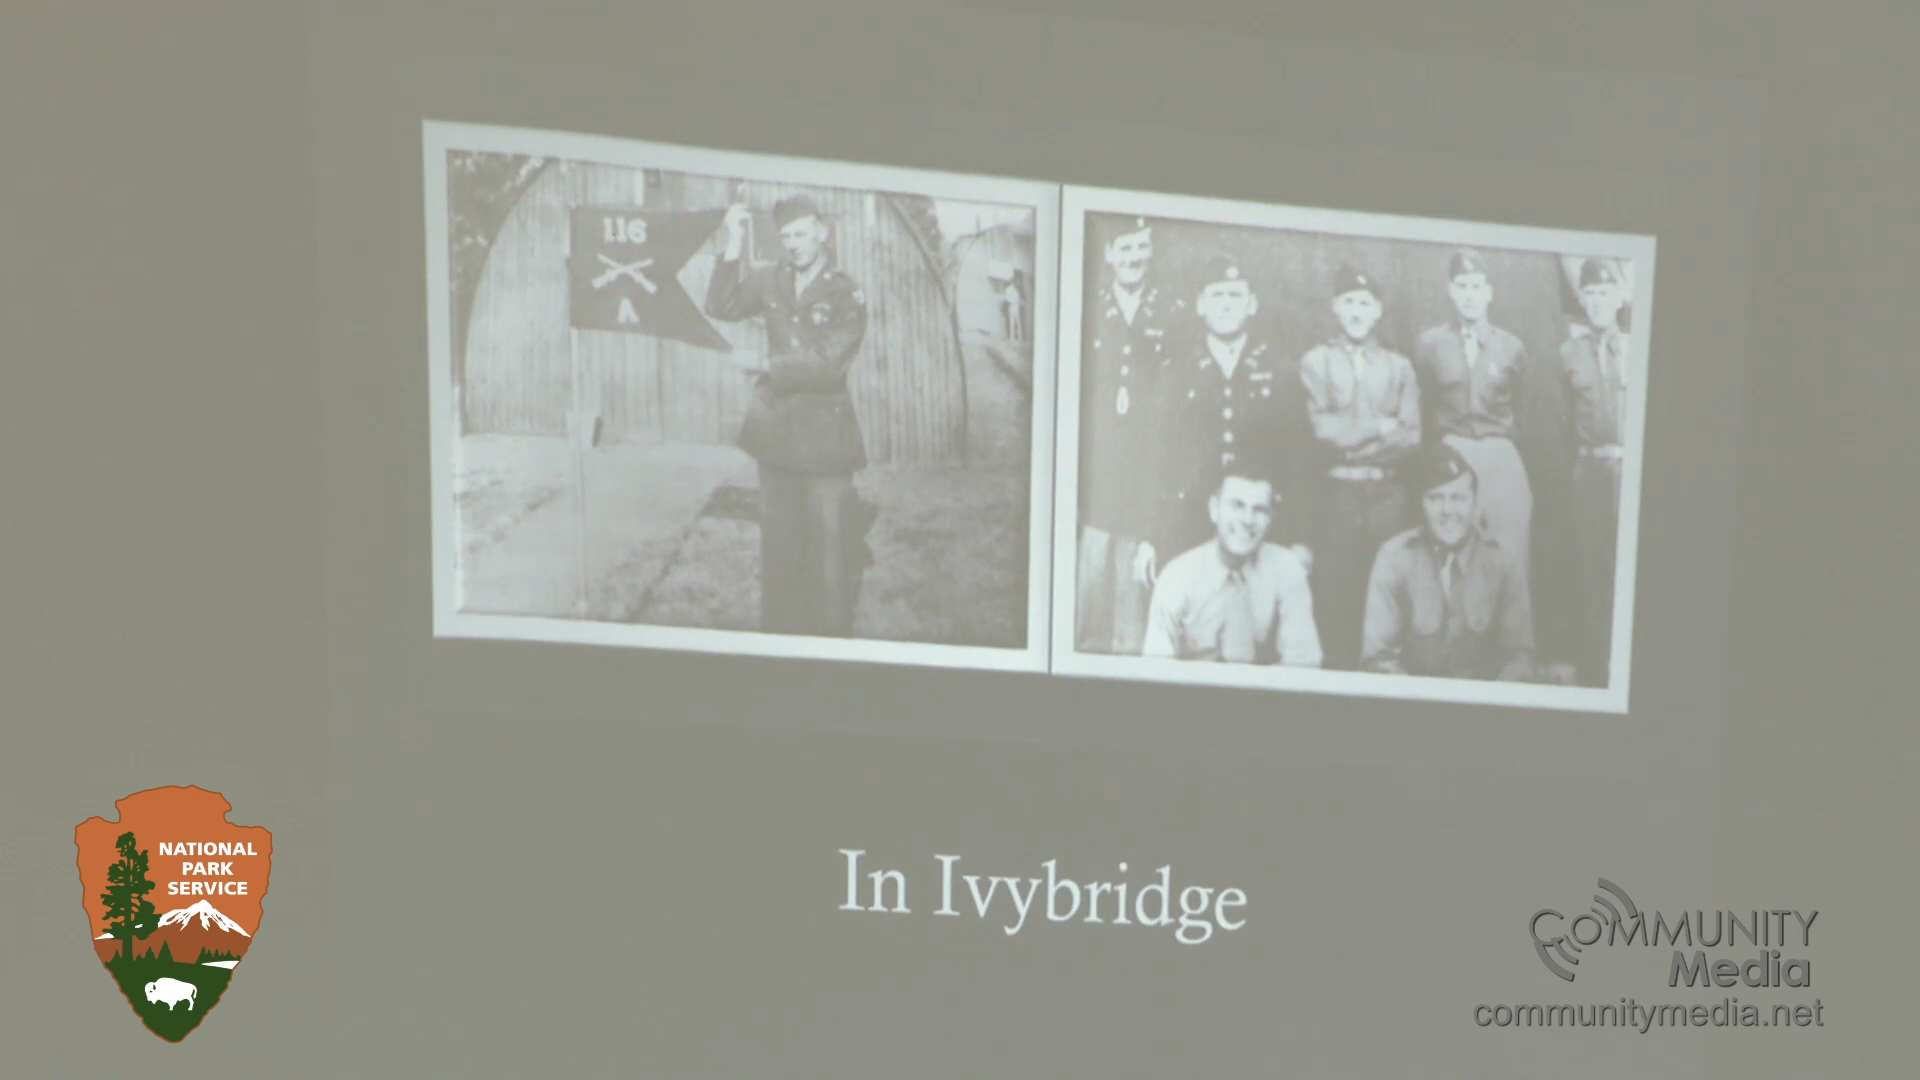 116
A
In Ivybridge
NATIONAL
PARK
SERVICE
COMMUNITY
Media
communitymedia.net